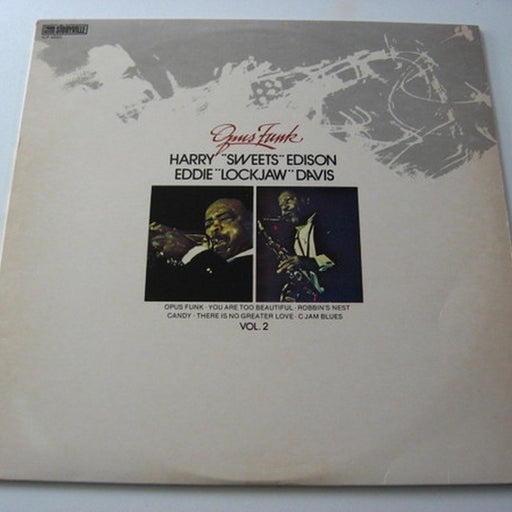 STORYVILLE
Opus Funk
HARRY "SWEETS" EDISON
EDDIE "LOCKJAW" DAVIS
OPUS FUNK · YOU ARE TOO BEAUTIFUL · ROBBIN'S NEST
CANDY · THERE IS NO GREATER LOVE · C JAM BLUES
VOL. 2